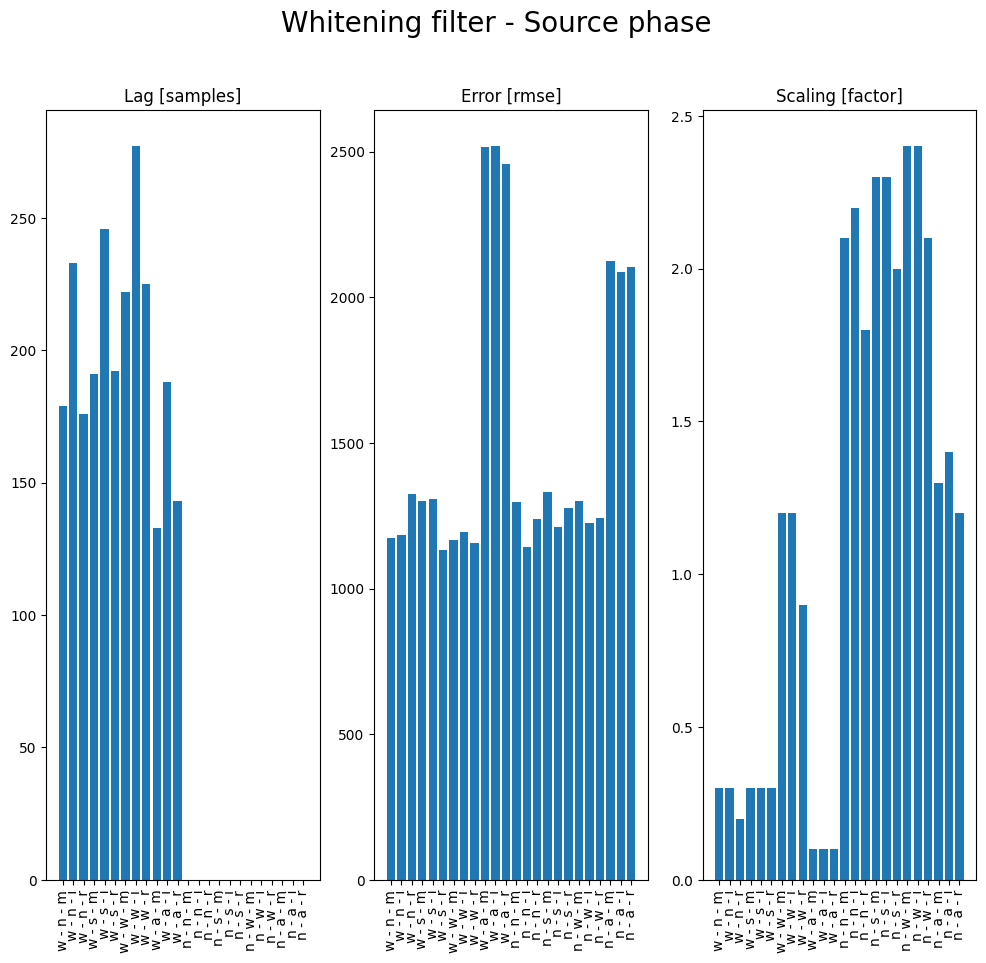 Whitening filter - Source phase
Lag [samples]
250
200
150
100
50
0
w - n - m
w - n - l
w - n - r
w - s - m
w - s - l
w - s - r
w - w - m
w - w - l
w - w - r
w - a - m
w - a - l
w - a - r
n - n - m
n - n - l
n - n - r
n - s - m
n - s - l
n - s - r
n - w - m
n - w - l
n - w - r
n - a - m
n - a - l
n - a - r
Error [rmse]
2500
2000
1500
1000
500
0
w - n - m
w - n - l
w - n - r
w - s - m
w - s - l
w - s - r
w - w - m
w - w - l
w - w - r
w - a - m
w - a - l
w - a - r
n - n - m
n - n - l
n - n - r
n - s - m
n - s - l
n - s - r
n - w - m
n - w - l
n - w - r
n - a - m
n - a - l
n - a - r
Scaling [factor]
2.5
2.0
1.5
1.0
0.5
0.0
w - n - m
w - n - l
w - n - r
w - s - m
w - s - l
w - s - r
w - w - m
w - w - l
w - w - r
w - a - m
w - a - l
w - a - r
n - n - m
n - n - l
n - n - r
n - s - m
n - s - l
n - s - r
n - w - m
n - w - l
n - w - r
n - a - m
n - a - l
n - a - r